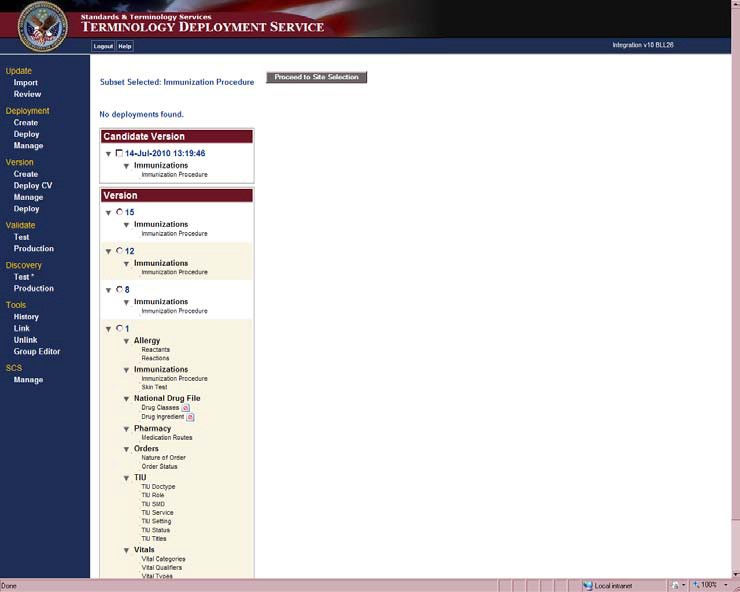 Standards & Terminology Services
TERMINOLOGY DEPLOYMENT SERVICE
Logout Help
Integration v10 BLL26
Update
Import
Review
Deployment
Create
Deploy
Manage
Version
Create
Deploy CV
Manage
Deploy
Validate
Test
Production
Discovery
Test *
Production
Tools
History
Link
Unlink
Group Editor
SCS
Manage
Subset Selected: Immunization Procedure
Proceed to Site Selection
No deployments found.
Candidate Version
14-Jul-2010 13:19:46
Immunizations
Immunization Procedure
Version
15
Immunizations
Immunization Procedure
12
Immunizations
Immunization Procedure
8
Immunizations
Immunization Procedure
1
Allergy
Reactants
Reactions
Immunizations
Immunization Procedure
Skin Test
National Drug File
Drug Classes
Drug Ingredient
Pharmacy
Medication Routes
Orders
Nature of Order
Order Status
TIU
TIU Doctype
TIU Role
TIU SMD
TIU Service
TIU Setting
TIU Status
TIU Titles
Vitals
Vital Categories
Vital Qualifiers
Vital Types
Done
Local intranet
100%